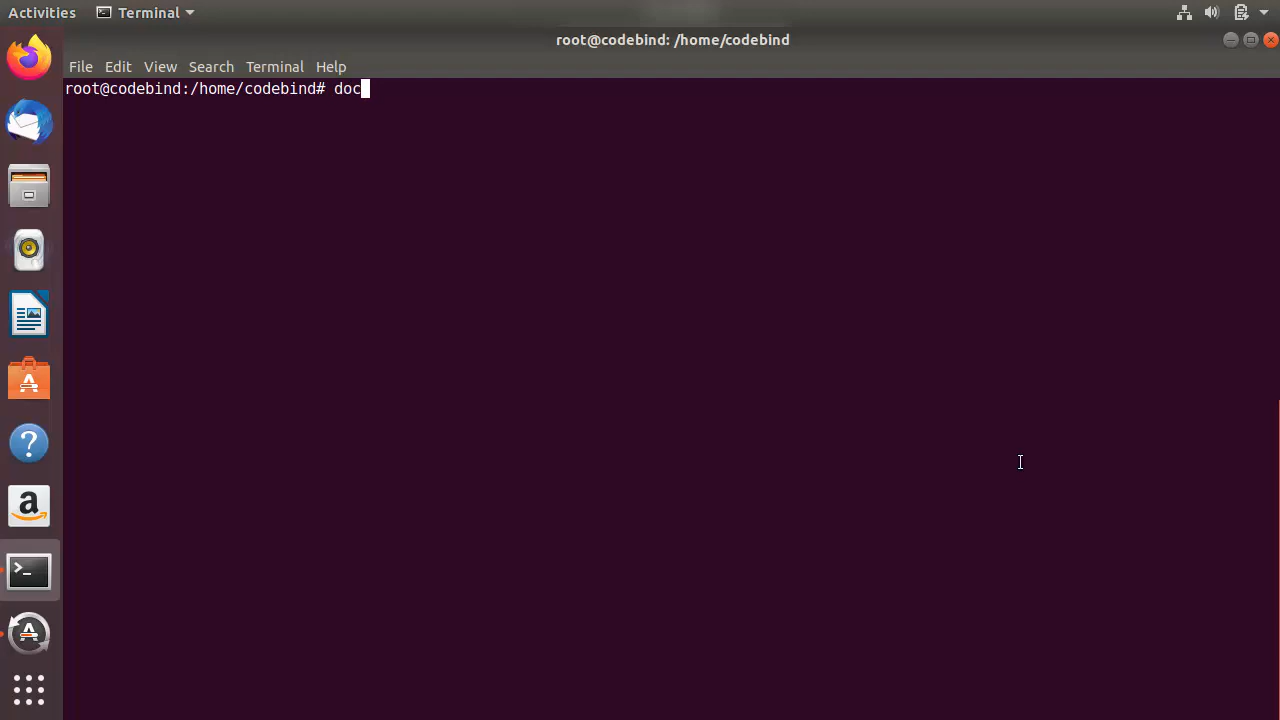 Activities Terminal
root@codebind: /home/codebind
File Edit View Search Terminal Help
root@codebind:/home/codebind# doc